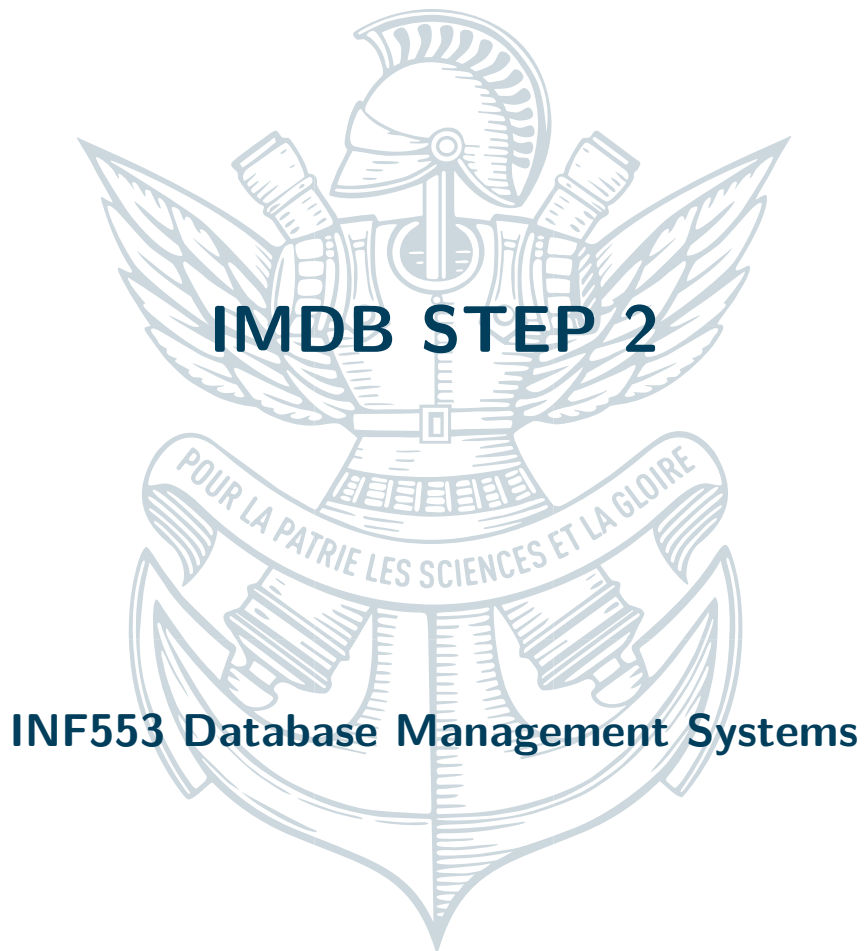 IMDB STEP 2
POUR LA PATRIE LES SCIENCES ET LA GLOIRE
INF553 Database Management Systems